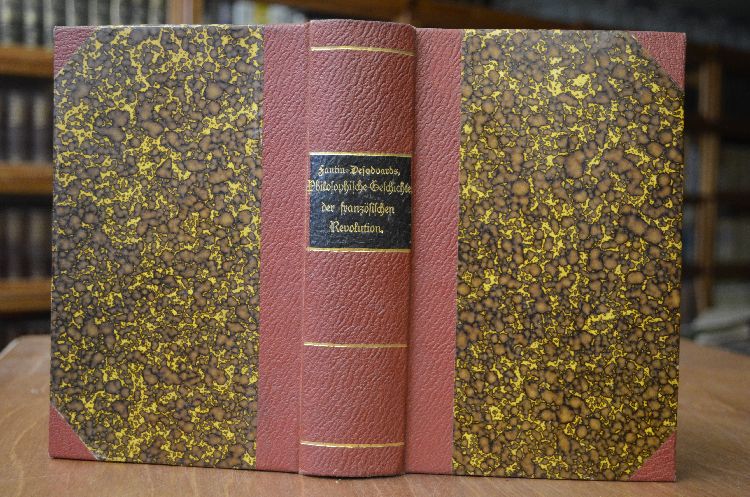 Fantin-Desodoards,
Philosophische Geschichte
der französischen
Revolution.